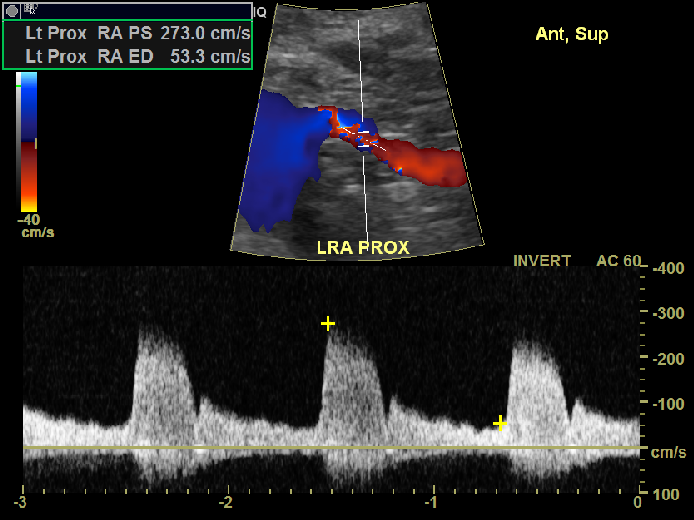 IQ
Lt Prox RA PS 273.0 cm/s
Lt Prox RA ED 53.3 cm/s
Ant, Sup
-40
cm/s
LRA PROX
INVERT AC 60
-400
-300
-200
-100
cm/s
100
-3 -2 -1 0